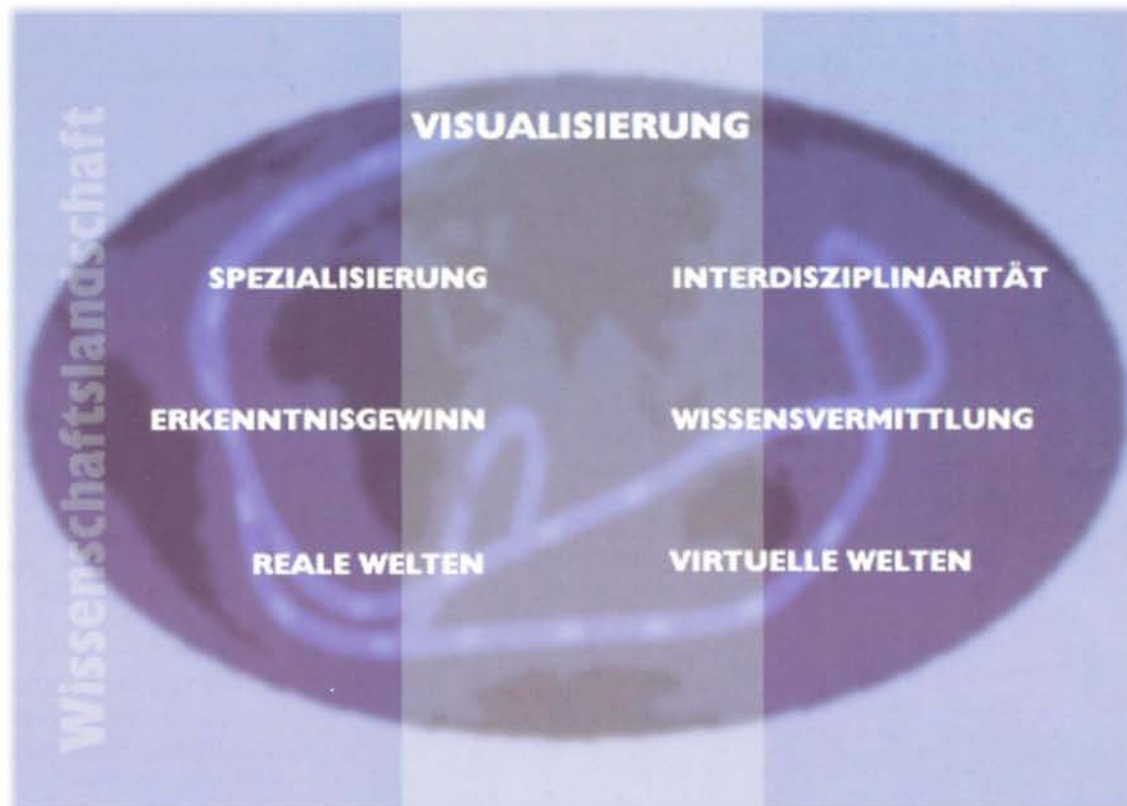 Wissenschaftslandschaft
VISUALISIERUNG
SPEZIALISIERUNG
INTERDISZIPLINARITÄT
ERKENNTNISGEWINN
WISSENSVERMITTLUNG
REALE WELTEN
VIRTUELLE WELTEN